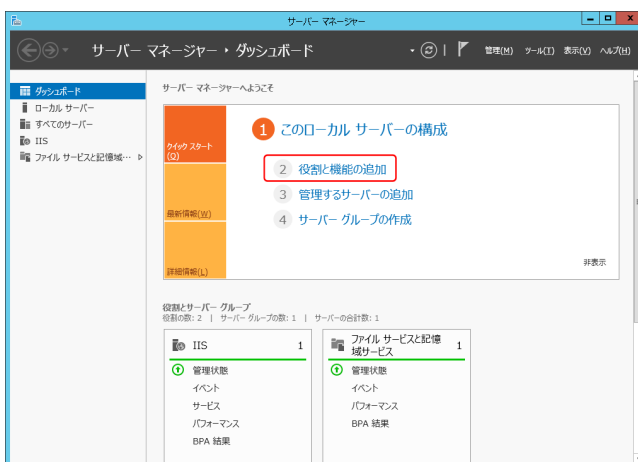 サーバー マネージャー
サーバー マネージャー ・ ダッシュボード
管理(M) ツール(T) 表示(V) ヘルプ(H)
ダッシュボード
ローカル サーバー
すべてのサーバー
IIS
ファイル サービスと記憶域…
サーバー マネージャーへようこそ
クイック スタート
(Q)
最新情報(W)
詳細情報(L)
1 このローカル サーバーの構成
2 役割と機能の追加
3 管理するサーバーの追加
4 サーバー グループの作成
非表示
役割とサーバー グループ
役割の数: 2 | サーバー グループの数: 1 | サーバーの合計数: 1
IIS 1
管理状態
イベント
サービス
パフォーマンス
BPA 結果
ファイル サービスと記憶
域サービス 1
管理状態
イベント
パフォーマンス
BPA 結果